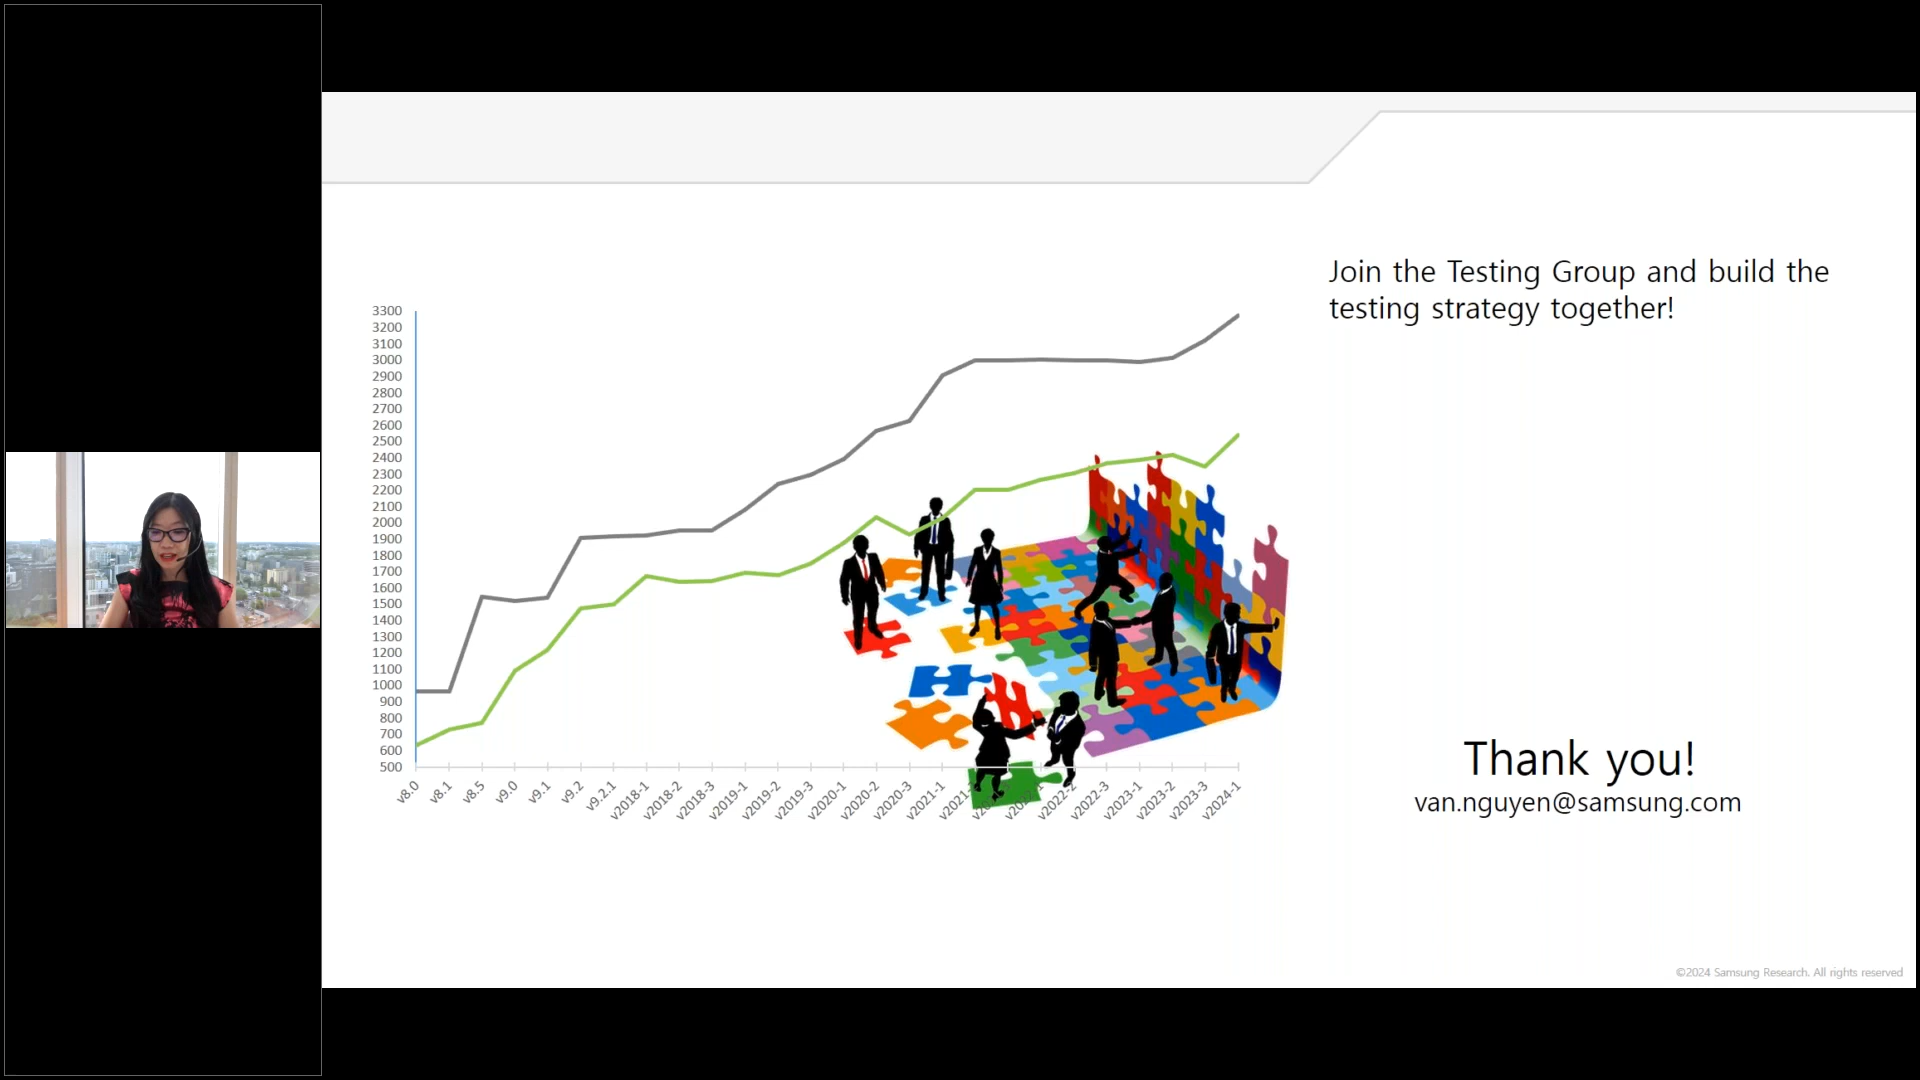 Join the Testing Group and build the
testing strategy together!
3300
3200
3100
3000
2900
2800
2700
2600
2500
2400
2300
2200
2100
2000
1900
1800
1700
1600
1500
1400
1300
1200
1100
1000
900
800
700
600
500
v8.0
v8.1
v8.5
v9.0
v9.1
v9.2
v9.2.1
v2018-1
v2018-2
v2018-3
v2019-1
v2019-2
v2019-3
v2020-1
v2020-2
v2020-3
v2021-1
v2022-2
v2022-3
v2023-1
v2023-2
v2023-3
v2024-1
Thank you!
van.nguyen@samsung.com
©2024 Samsung Research. All rights reserved